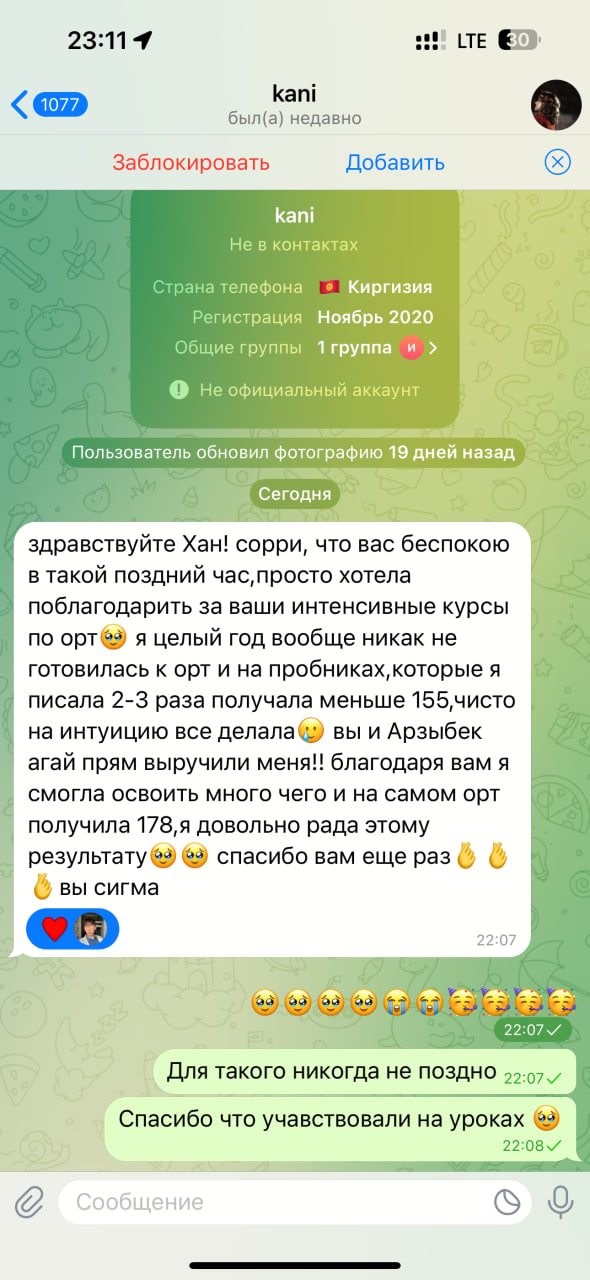 23:11
LTE
30
1077
kani
был(а) недавно
Заблокировать
Добавить
kani
Не в контактах
Страна телефона 🇰🇬 Киргизия
Регистрация Ноябрь 2020
Общие группы 1 группа И
Не официальный аккаунт
Пользователь обновил фотографию 19 дней назад
Сегодня
здравствуйте Хан! сорри, что вас беспокою
в такой поздний час,просто хотела
поблагодарить за ваши интенсивные курсы
по орт🥹 я целый год вообще никак не
готовилась к орт и на пробниках,которые я
писала 2-3 раза получала меньше 155,чисто
на интуицию все делала🥲 вы и Арзыбек
агай прям выручили меня!! благодаря вам я
смогла освоить много чего и на самом орт
получила 178,я довольно рада этому
результату🥹🥹 спасибо вам еще раз🫰🫰
🫰вы сигма
❤️
22:07
🥹🥹🥹🥹😭😭🥳🥳🥳🥳
22:07
Для такого никогда не поздно 22:07
Спасибо что учавствовали на уроках 🥹
22:08
Сообщение